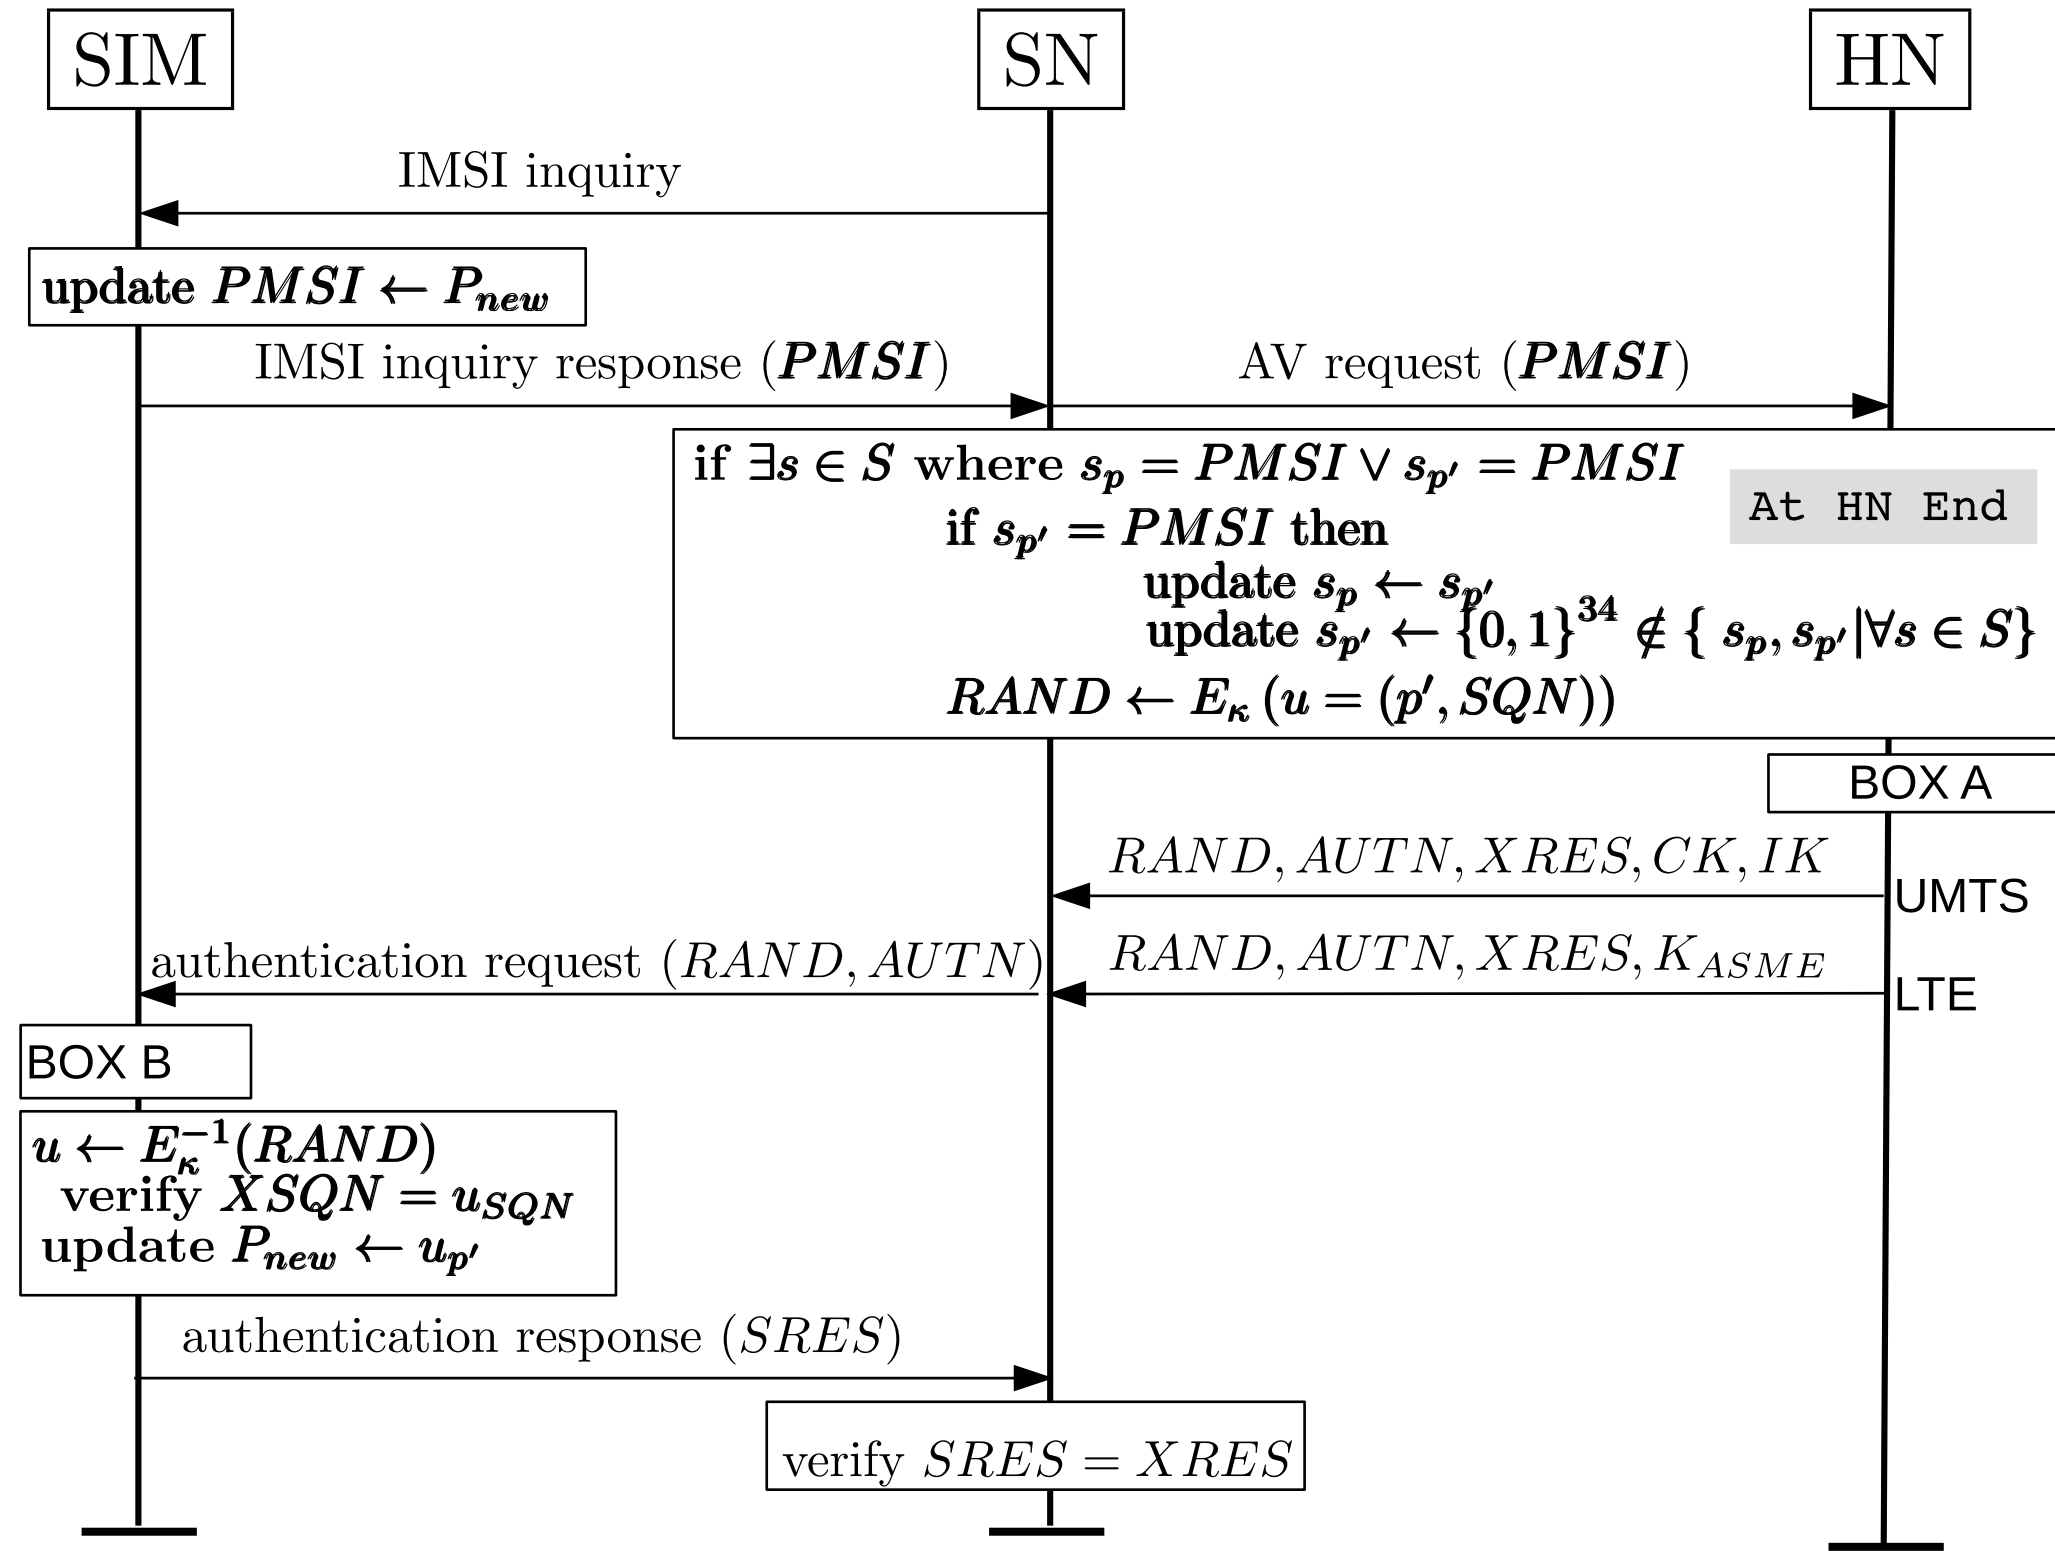 SIM SN HN
IMSI inquiry
update PMSI ← P_new
IMSI inquiry response (PMSI) AV request (PMSI)
if ∃s ∈ S where s_p = PMSI ∨ s_p′ = PMSI
At HN End
if s_p′ = PMSI then
update s_p ← s_p′
update s_p′ ← {0, 1}^34 ∉ { s_p, s_p′|∀s ∈ S}
RAND ← E_κ (u = (p′, SQN))
BOX A
RAND, AUTN, XRES, CK, IK
UMTS
authentication request (RAND, AUTN) RAND, AUTN, XRES, K_ASME
LTE
BOX B
u ← E_κ^−1(RAND)
verify XSQN = u_SQN
update P_new ← u_p′
authentication response (SRES)
verify SRES = XRES